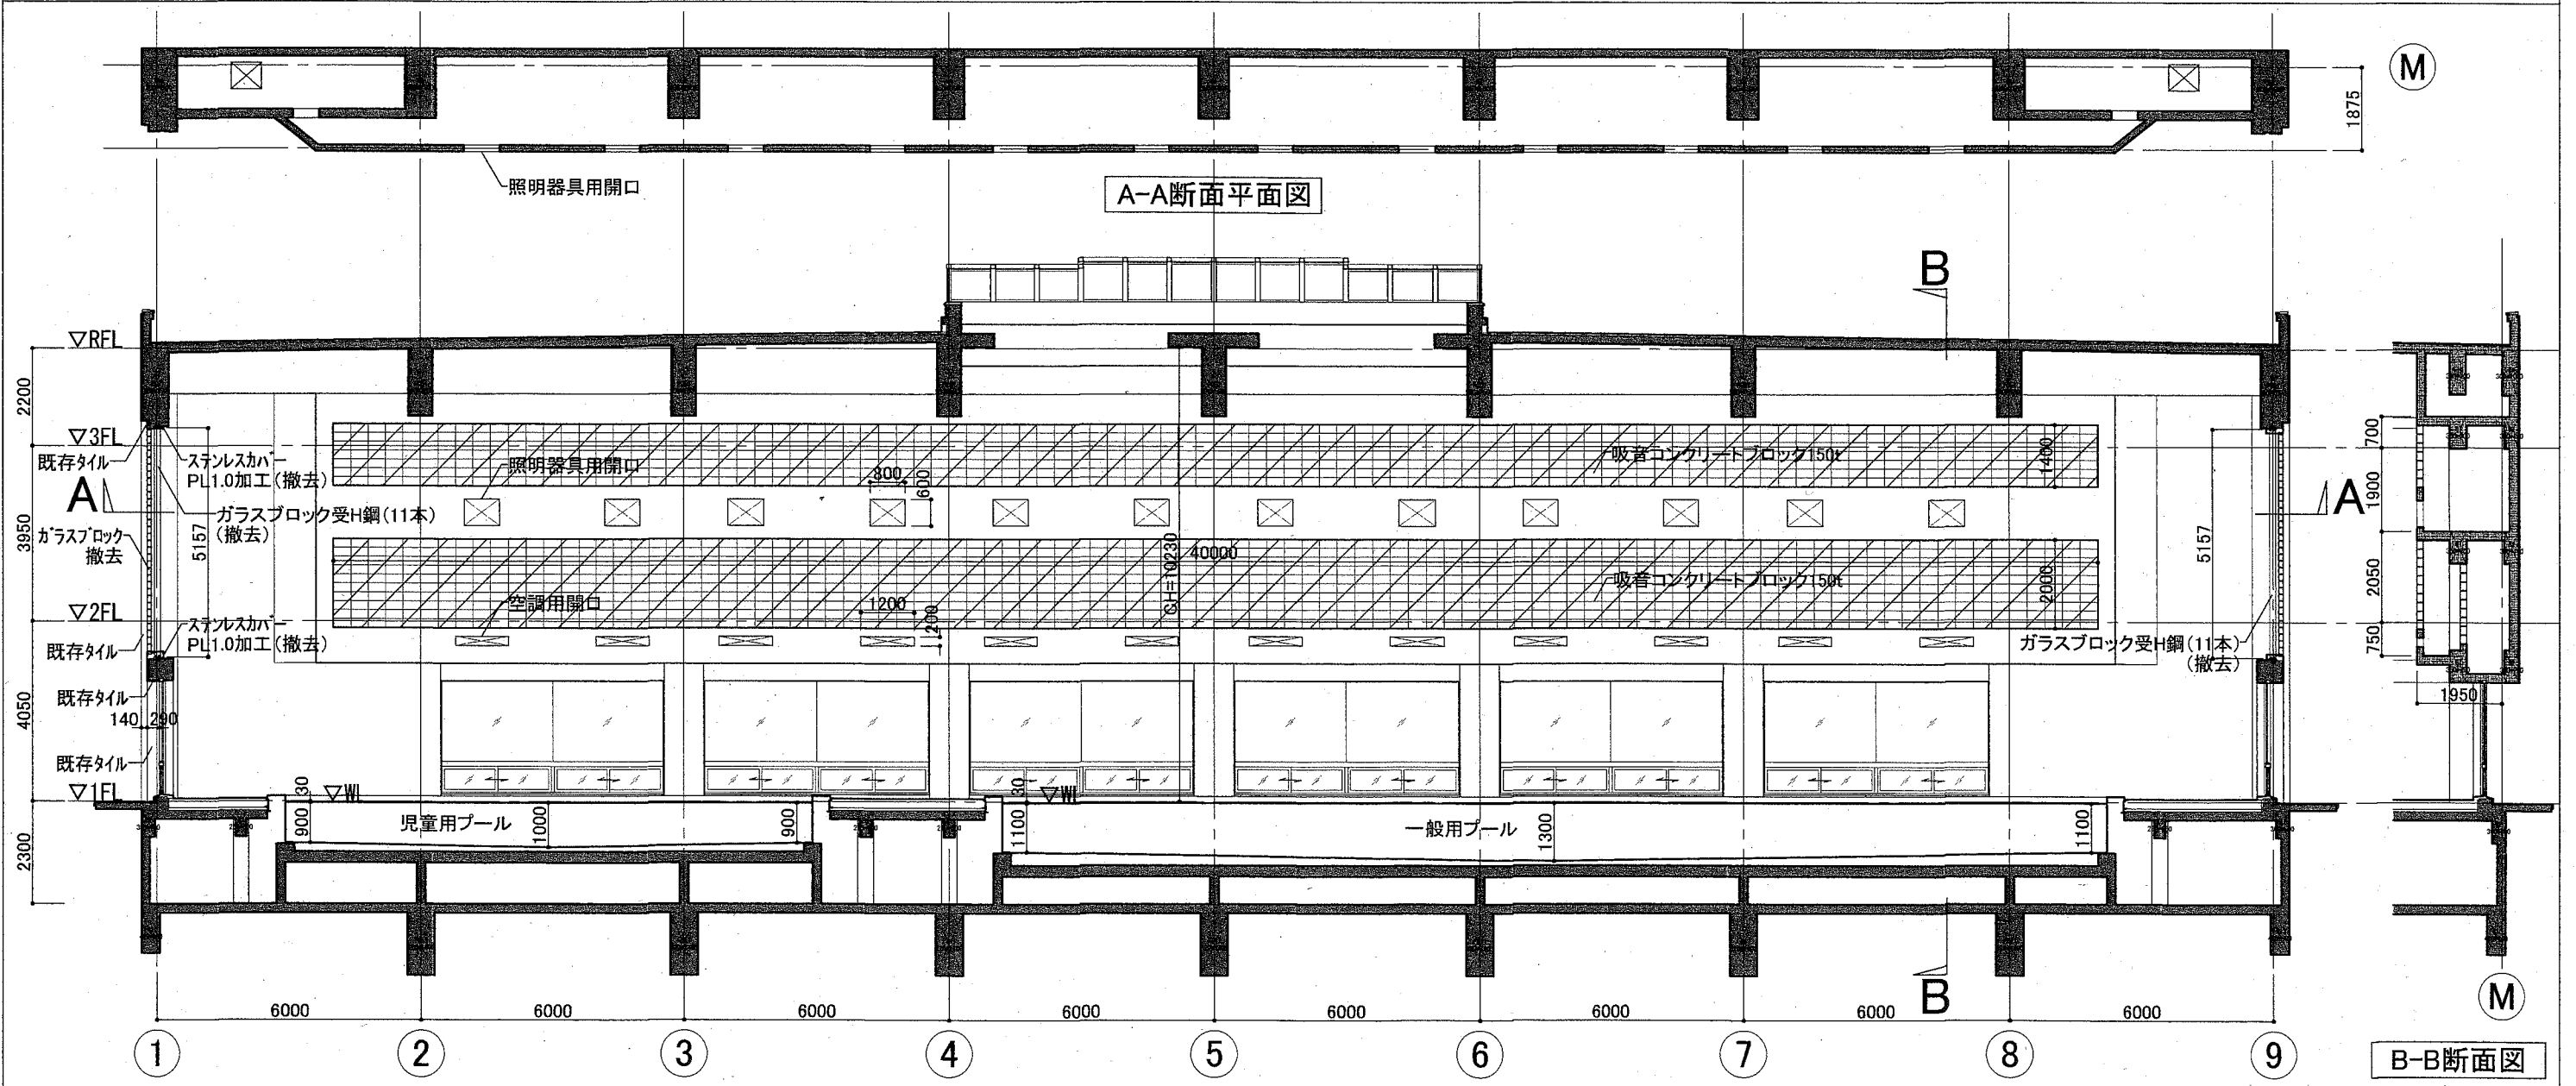 M
1875
照明器具用開口
A-A断面平面図
B
▽RFL
2200
▽3FL
既存タイル
ステンレスカバー
PL1.0加工(撤去)
A
ガラスブロック受H鋼(11本)
(撤去)
ガラスブロック
撤去
5157
3950
▽2FL
ステンレスカバー
PL1.0加工(撤去)
既存タイル
既存タイル
140
290
4050
既存タイル
▽1FL
2300
照明器具用開口
800
600
吸音コンクリートブロック150t
1400
CH=10230
40000
吸音コンクリートブロック150t
2000
空調用開口
1200
200
A
5157
ガラスブロック受H鋼(11本)
(撤去)
700
1900
2050
750
1950
30
▽WL
900
児童用プール
1000
900
30
▽WL
1100
一般用プール
1300
1100
B
6000
6000
6000
6000
6000
6000
6000
6000
1
2
3
4
5
6
7
8
9
M
B-B断面図